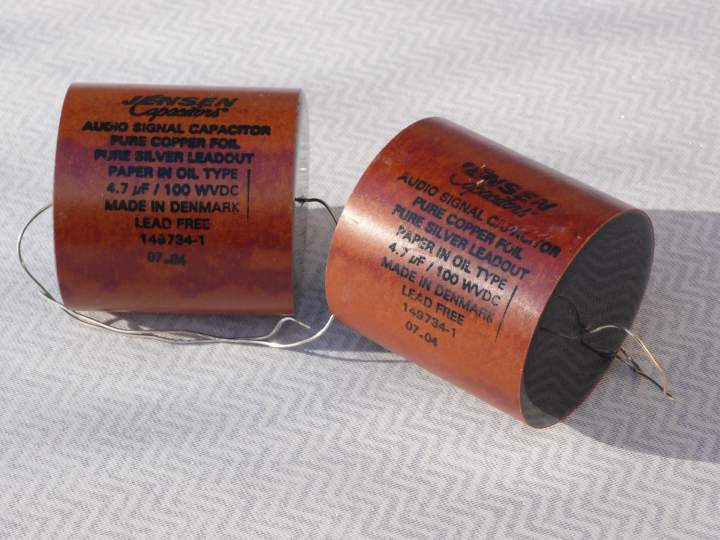 JENSEN
Capacitors
AUDIO SIGNAL CAPACITOR
PURE COPPER FOIL
PURE SILVER LEADOUT
PAPER IN OIL TYPE
4.7 µF / 100 WVDC
MADE IN DENMARK
LEAD FREE
149734-1
07-04
JENSEN
Capacitors
AUDIO SIGNAL CAPACITOR
PURE COPPER FOIL
PURE SILVER LEADOUT
PAPER IN OIL TYPE
4.7 µF / 100 WVDC
MADE IN DENMARK
LEAD FREE
149734-1
07-04